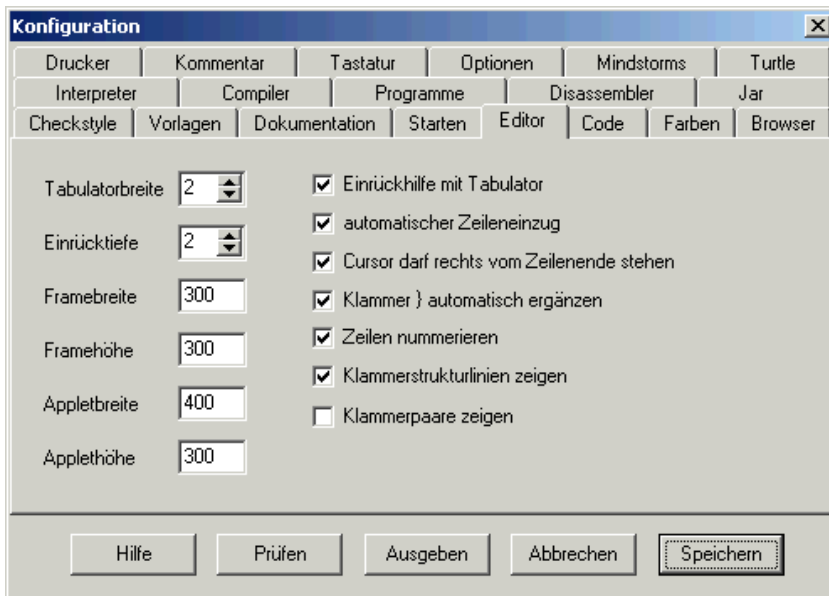 Konfiguration
Drucker Kommentar Tastatur Optionen Mindstorms Turtle
Interpreter Compiler Programme Disassembler Jar
Checkstyle Vorlagen Dokumentation Starten Editor Code Farben Browser
Tabulatorbreite 2
Einrücktiefe 2
Framebreite 300
Framehöhe 300
Appletbreite 400
Applethöhe 300
Einrückhilfe mit Tabulator
automatischer Zeileneinzug
Cursor darf rechts vom Zeilenende stehen
Klammer } automatisch ergänzen
Zeilen nummerieren
Klammerstrukturlinien zeigen
Klammerpaare zeigen
Hilfe Prüfen Ausgeben Abbrechen Speichern